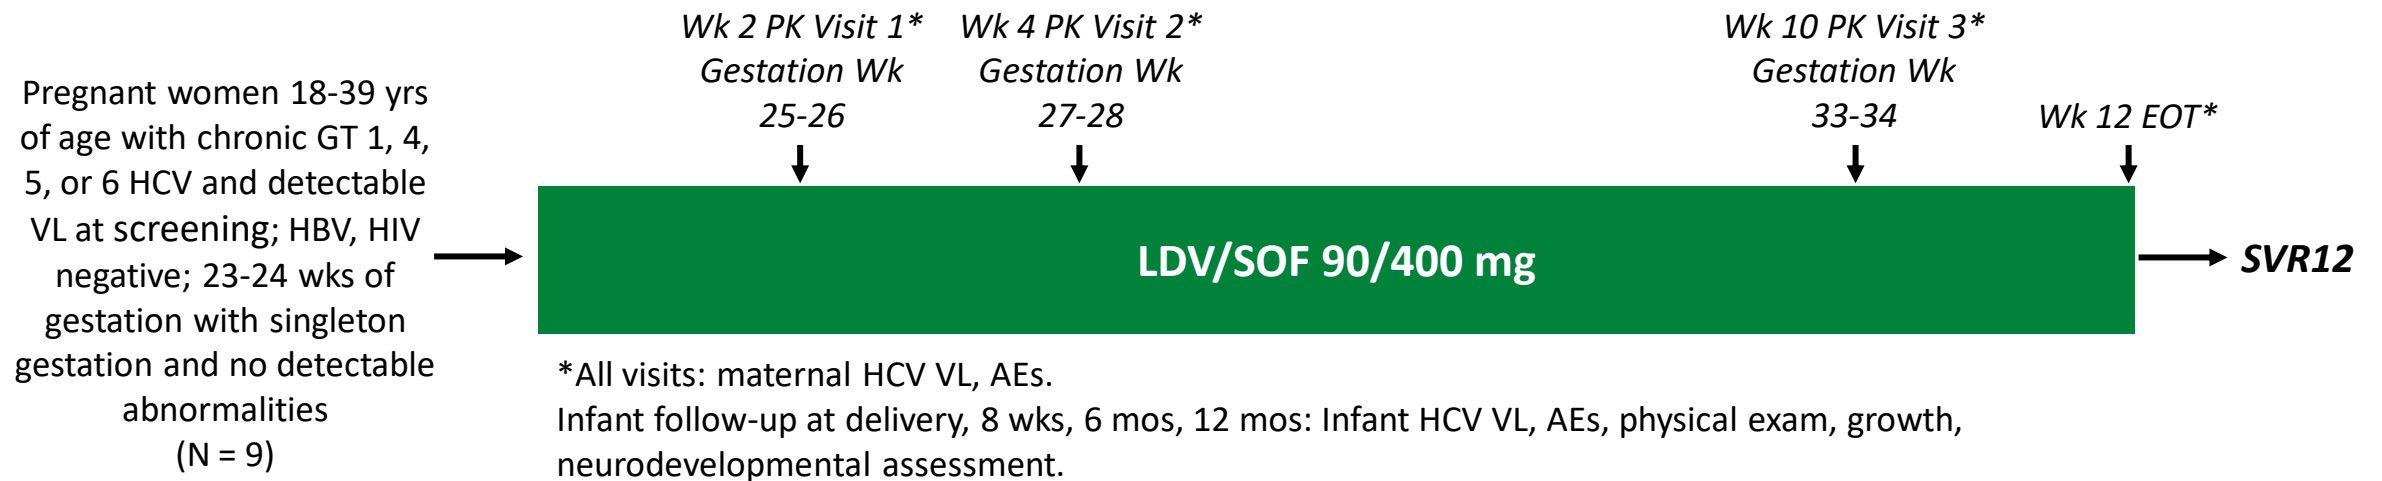 Pregnant women 18-39 yrs
of age with chronic GT 1, 4,
5, or 6 HCV and detectable
VL at screening; HBV, HIV
negative; 23-24 wks of
gestation with singleton
gestation and no detectable
abnormalities
(N = 9)
Wk 2 PK Visit 1*
Gestation Wk
25-26
Wk 4 PK Visit 2*
Gestation Wk
27-28
Wk 10 PK Visit 3*
Gestation Wk
33-34
Wk 12 EOT*
LDV/SOF 90/400 mg
SVR12
*All visits: maternal HCV VL, AEs.
Infant follow-up at delivery, 8 wks, 6 mos, 12 mos: Infant HCV VL, AEs, physical exam, growth,
neurodevelopmental assessment.